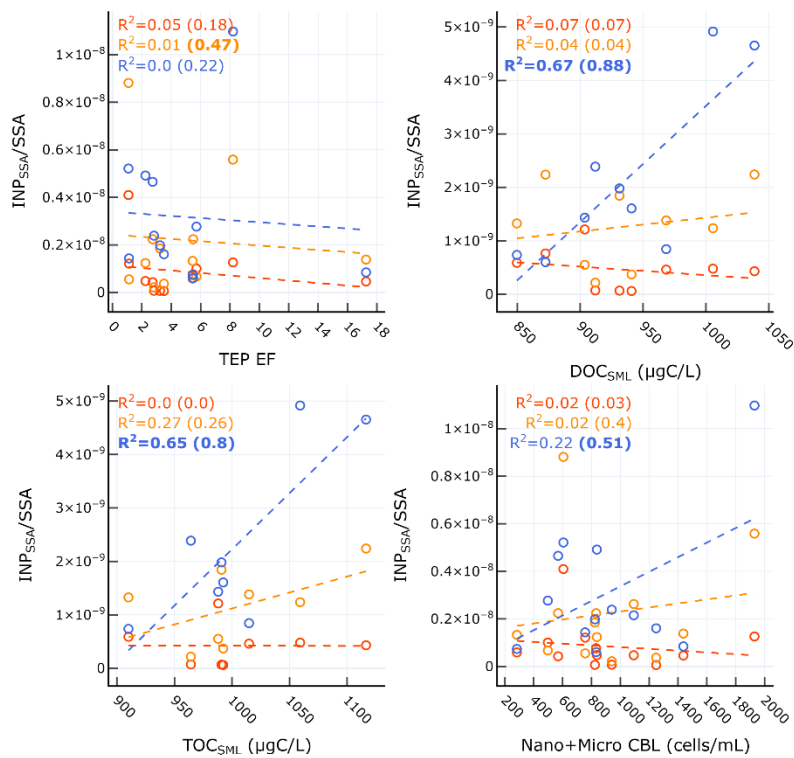 R²=0.05 (0.18)
R²=0.01 (0.47)
R²=0.0 (0.22)
1×10⁻⁸
0.8×10⁻⁸
0.6×10⁻⁸
0.4×10⁻⁸
0.2×10⁻⁸
0
INP_SSA/SSA
0 2 4 6 8 10 12 14 16 18
TEP EF
R²=0.07 (0.07)
R²=0.04 (0.04)
R²=0.67 (0.88)
5×10⁻⁹
4×10⁻⁹
3×10⁻⁹
2×10⁻⁹
1×10⁻⁹
0
INP_SSA/SSA
850 900 950 1000 1050
DOC_SML (μgC/L)
R²=0.0 (0.0)
R²=0.27 (0.26)
R²=0.65 (0.8)
5×10⁻⁹
4×10⁻⁹
3×10⁻⁹
2×10⁻⁹
1×10⁻⁹
0
INP_SSA/SSA
900 950 1000 1050 1100
TOC_SML (μgC/L)
R²=0.02 (0.03)
R²=0.02 (0.4)
R²=0.22 (0.51)
1×10⁻⁸
0.8×10⁻⁸
0.6×10⁻⁸
0.4×10⁻⁸
0.2×10⁻⁸
0
INP_SSA/SSA
200 400 600 800 1000 1200 1400 1600 1800 2000
Nano+Micro CBL (cells/mL)